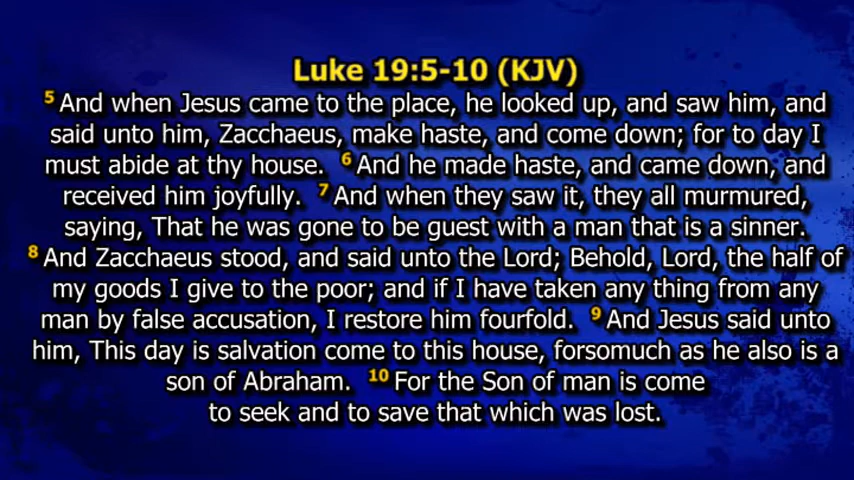 Luke 19:5-10 (KJV)
5 And when Jesus came to the place, he looked up, and saw him, and
said unto him, Zacchaeus, make haste, and come down; for to day I
must abide at thy house. 6 And he made haste, and came down, and
received him joyfully. 7 And when they saw it, they all murmured,
saying, That he was gone to be guest with a man that is a sinner.
8 And Zacchaeus stood, and said unto the Lord; Behold, Lord, the half of
my goods I give to the poor; and if I have taken any thing from any
man by false accusation, I restore him fourfold. 9 And Jesus said unto
him, This day is salvation come to this house, forsomuch as he also is a
son of Abraham. 10 For the Son of man is come
to seek and to save that which was lost.